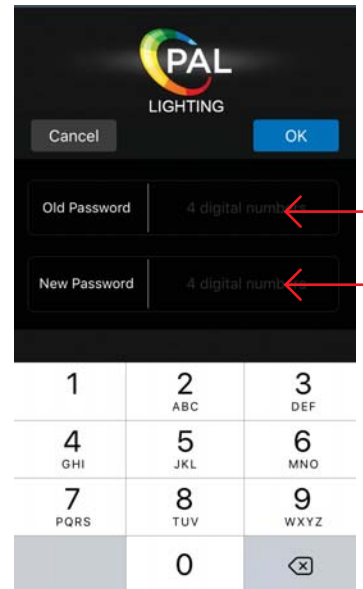 PAL
LIGHTING
Cancel OK
Old Password 4 digital numbers
New Password 4 digital numbers
1 2 3
ABC DEF
4 5 6
GHI JKL MNO
7 8 9
PQRS TUV WXYZ
0